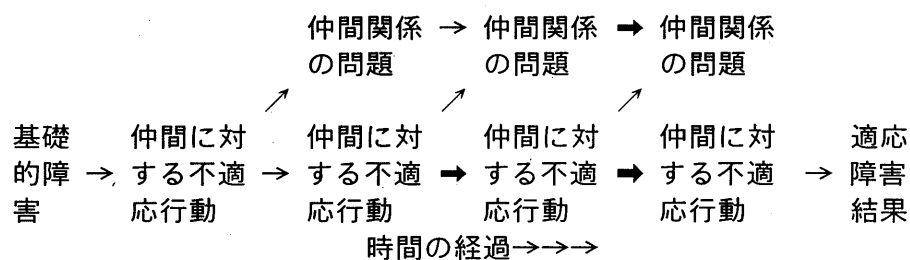 仲間関係 → 仲間関係 ➡ 仲間関係
の問題 の問題 の問題
↗ ↗ ↗
基礎 仲間に対 仲間に対 仲間に対 仲間に対 適応
的障 → する不適 → する不適 ➡ する不適 ➡ する不適 → 障害
害 応行動 応行動 応行動 応行動 結果
時間の経過→→→